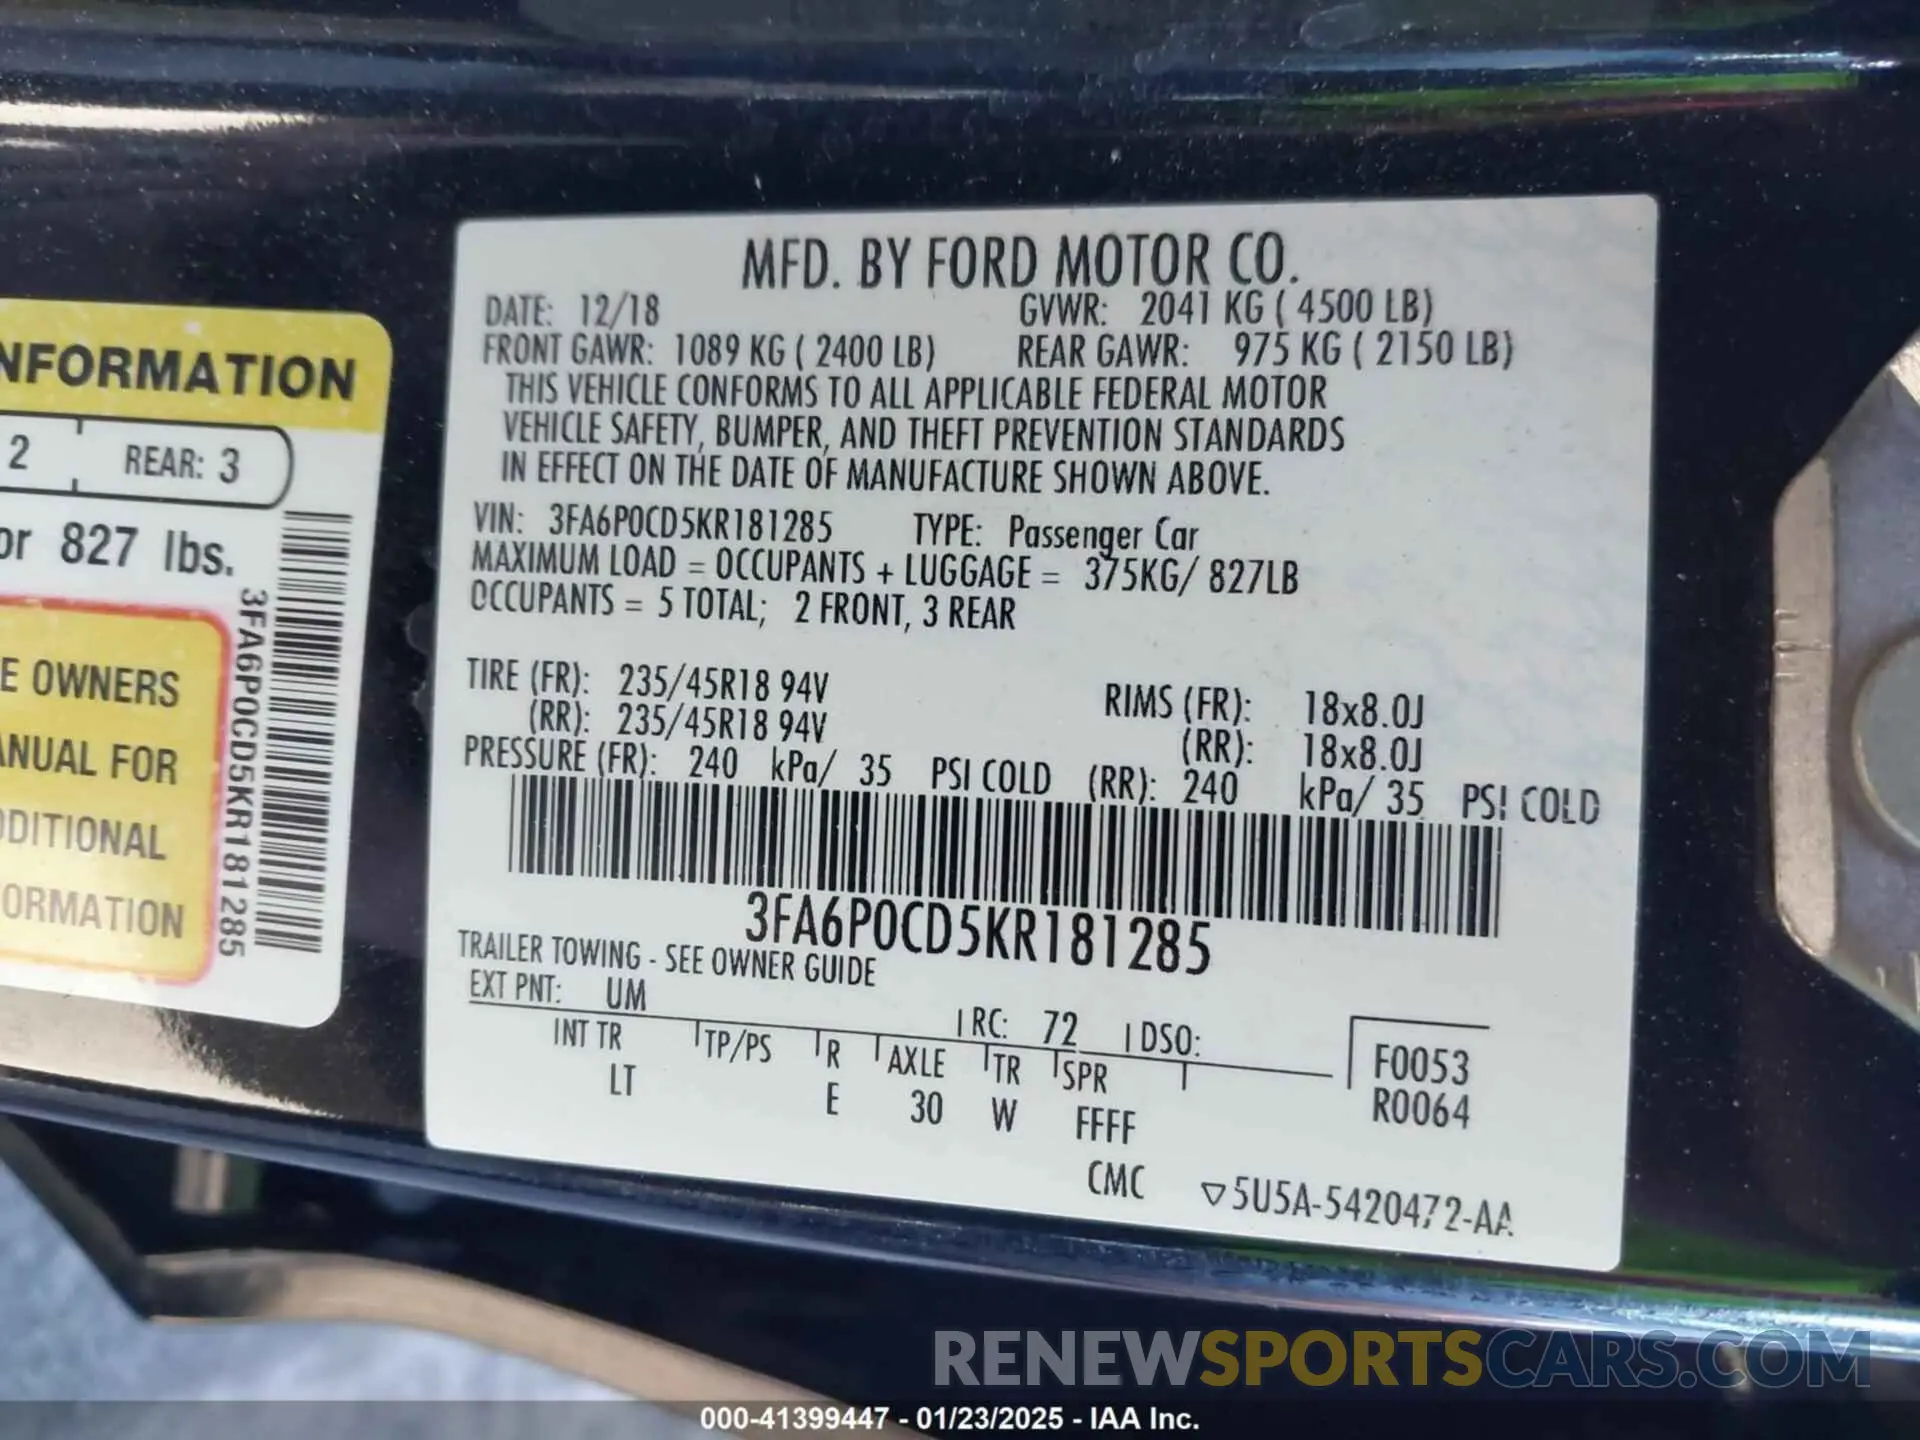 MFD. BY FORD MOTOR CO.
DATE: 12/18 GVWR: 2041 KG ( 4500 LB)
FRONT GAWR: 1089 KG ( 2400 LB) REAR GAWR: 975 KG ( 2150 LB)
THIS VEHICLE CONFORMS TO ALL APPLICABLE FEDERAL MOTOR
VEHICLE SAFETY, BUMPER, AND THEFT PREVENTION STANDARDS
IN EFFECT ON THE DATE OF MANUFACTURE SHOWN ABOVE.
VIN: 3FA6P0CD5KR181285 TYPE: Passenger Car
MAXIMUM LOAD = OCCUPANTS + LUGGAGE = 375KG/ 827LB
OCCUPANTS = 5 TOTAL; 2 FRONT, 3 REAR
TIRE (FR): 235/45R18 94V RIMS (FR): 18x8.0J
(RR): 235/45R18 94V (RR): 18x8.0J
PRESSURE (FR): 240 kPa/ 35 PSI COLD (RR): 240 kPa/ 35 PSI COLD
3FA6P0CD5KR181285
TRAILER TOWING - SEE OWNER GUIDE
EXT PNT: UM RC: 72 DSO:
INT TR TP/PS R AXLE TR SPR
LT E 30 W FFFF
F0053
R0064
CMC ▽5U5A-5420472-AA
NFORMATION
2 REAR: 3
or 827 lbs.
E OWNERS
ANUAL FOR
DDITIONAL
ORMATION
3FA6P0CD5KR181285
RENEWSPORTSCARS.COM
000-41399447 - 01/23/2025 - IAA Inc.